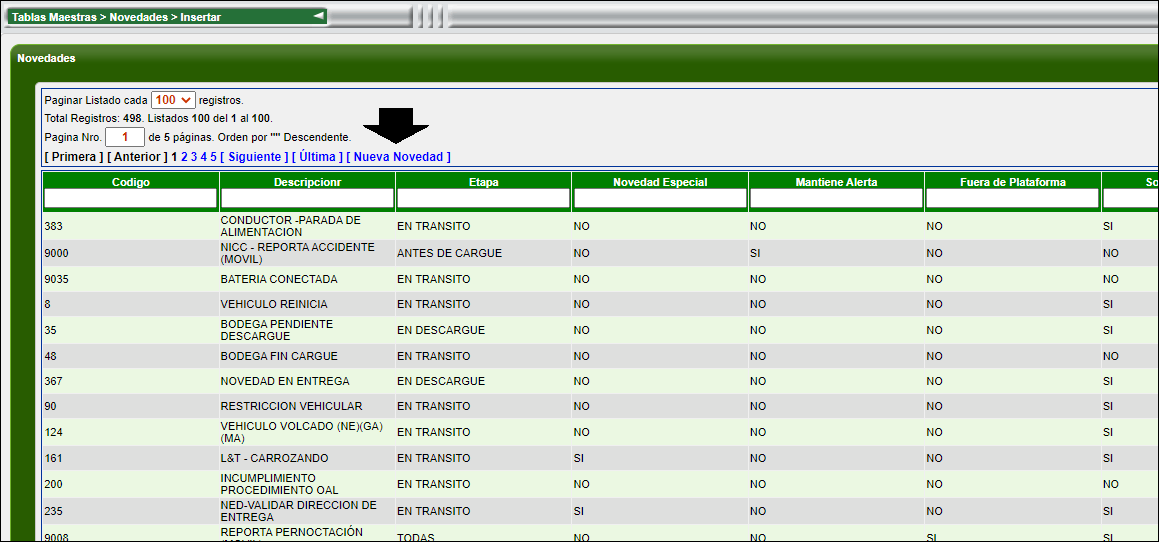 Tablas Maestras > Novedades > Insertar
Novedades
Paginar Listado cada 100 registros.
Total Registros: 498. Listados 100 del 1 al 100.
Pagina Nro. 1 de 5 páginas. Orden por "" Descendente.
[ Primera ] [ Anterior ] 1 2 3 4 5 [ Siguiente ] [ Última ] [ Nueva Novedad ]
Codigo Descripcionr Etapa Novedad Especial Mantiene Alerta Fuera de Plataforma So
383 CONDUCTOR -PARADA DE ALIMENTACION EN TRANSITO NO NO NO SI
9000 NICC - REPORTA ACCIDENTE (MOVIL) ANTES DE CARGUE NO SI NO NO
9035 BATERIA CONECTADA EN TRANSITO NO NO NO NO
8 VEHICULO REINICIA EN TRANSITO NO NO NO SI
35 BODEGA PENDIENTE DESCARGUE EN DESCARGUE NO NO NO SI
48 BODEGA FIN CARGUE EN TRANSITO NO NO NO NO
367 NOVEDAD EN ENTREGA EN DESCARGUE NO NO NO SI
90 RESTRICCION VEHICULAR EN TRANSITO NO NO NO SI
124 VEHICULO VOLCADO (NE)(GA) (MA) EN TRANSITO NO NO NO SI
161 L&T - CARROZANDO EN TRANSITO SI NO NO SI
200 INCUMPLIMIENTO PROCEDIMIENTO OAL EN TRANSITO NO NO NO NO
235 NED-VALIDAR DIRECCION DE ENTREGA EN TRANSITO SI NO NO SI
9008 REPORTA PERNOCTACIÓN TODAS NO NO SI SI